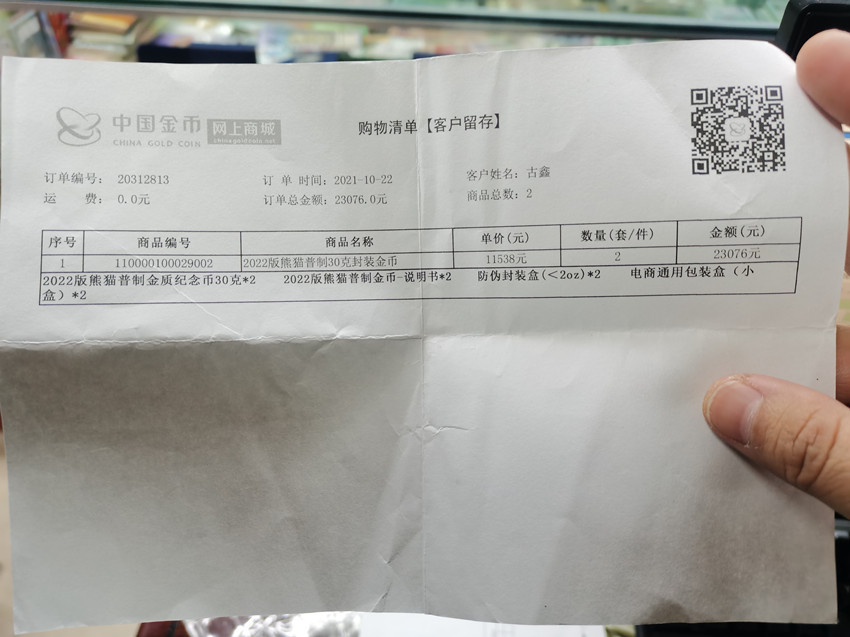 中国金币 网上商城
CHINA GOLD COIN china goldcoin.net
购物清单【客户留存】
订单编号： 20312813 订 单 时间：2021-10-22 客户姓名：古鑫
运 费： 0.0元 订单总金额：23076.0元 商品总数：2
序号 商品编号 商品名称 单价(元) 数量(套/件) 金额(元)
1 110000100029002 2022版熊猫普制30克封装金币 11538元 2 23076元
2022版熊猫普制金质纪念币30克*2 2022版熊猫普制金币-说明书*2 防伪封装盒(＜2oz)*2 电商通用包装盒（小
盒）*2